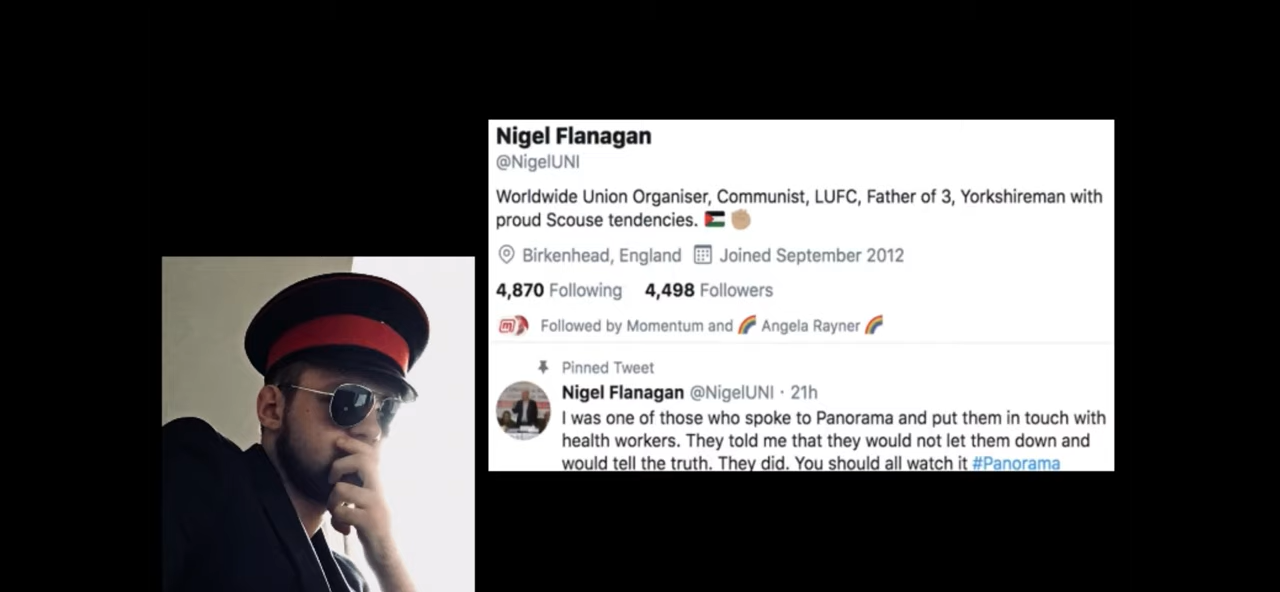 Nigel Flanagan
@NigelUNI
Worldwide Union Organiser, Communist, LUFC, Father of 3, Yorkshireman with
proud Scouse tendencies. 🇵🇸 ✊🏼
Birkenhead, England Joined September 2012
4,870 Following 4,498 Followers
m Followed by Momentum and 🌈 Angela Rayner 🌈
Pinned Tweet
Nigel Flanagan @NigelUNI · 21h
I was one of those who spoke to Panorama and put them in touch with
health workers. They told me that they would not let them down and
would tell the truth. They did. You should all watch it #Panorama